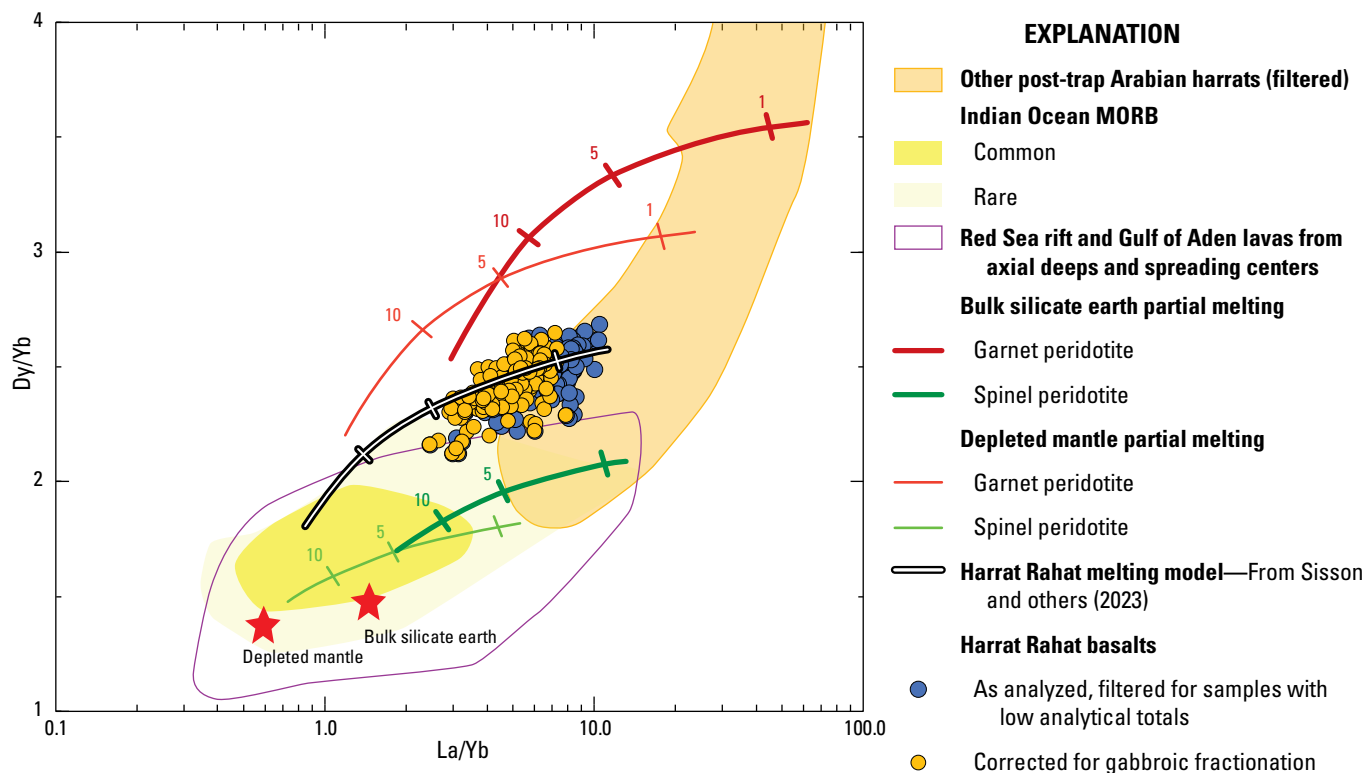 4
3
2
1
Dy/Yb
0.1
1.0
10.0
100.0
La/Yb
1
5
10
1
5
10
5
10
5
10
Depleted mantle
Bulk silicate earth
EXPLANATION
Other post-trap Arabian harrats (filtered)
Indian Ocean MORB
Common
Rare
Red Sea rift and Gulf of Aden lavas from
axial deeps and spreading centers
Bulk silicate earth partial melting
Garnet peridotite
Spinel peridotite
Depleted mantle partial melting
Garnet peridotite
Spinel peridotite
Harrat Rahat melting model—From Sisson
and others (2023)
Harrat Rahat basalts
As analyzed, filtered for samples with
low analytical totals
Corrected for gabbroic fractionation